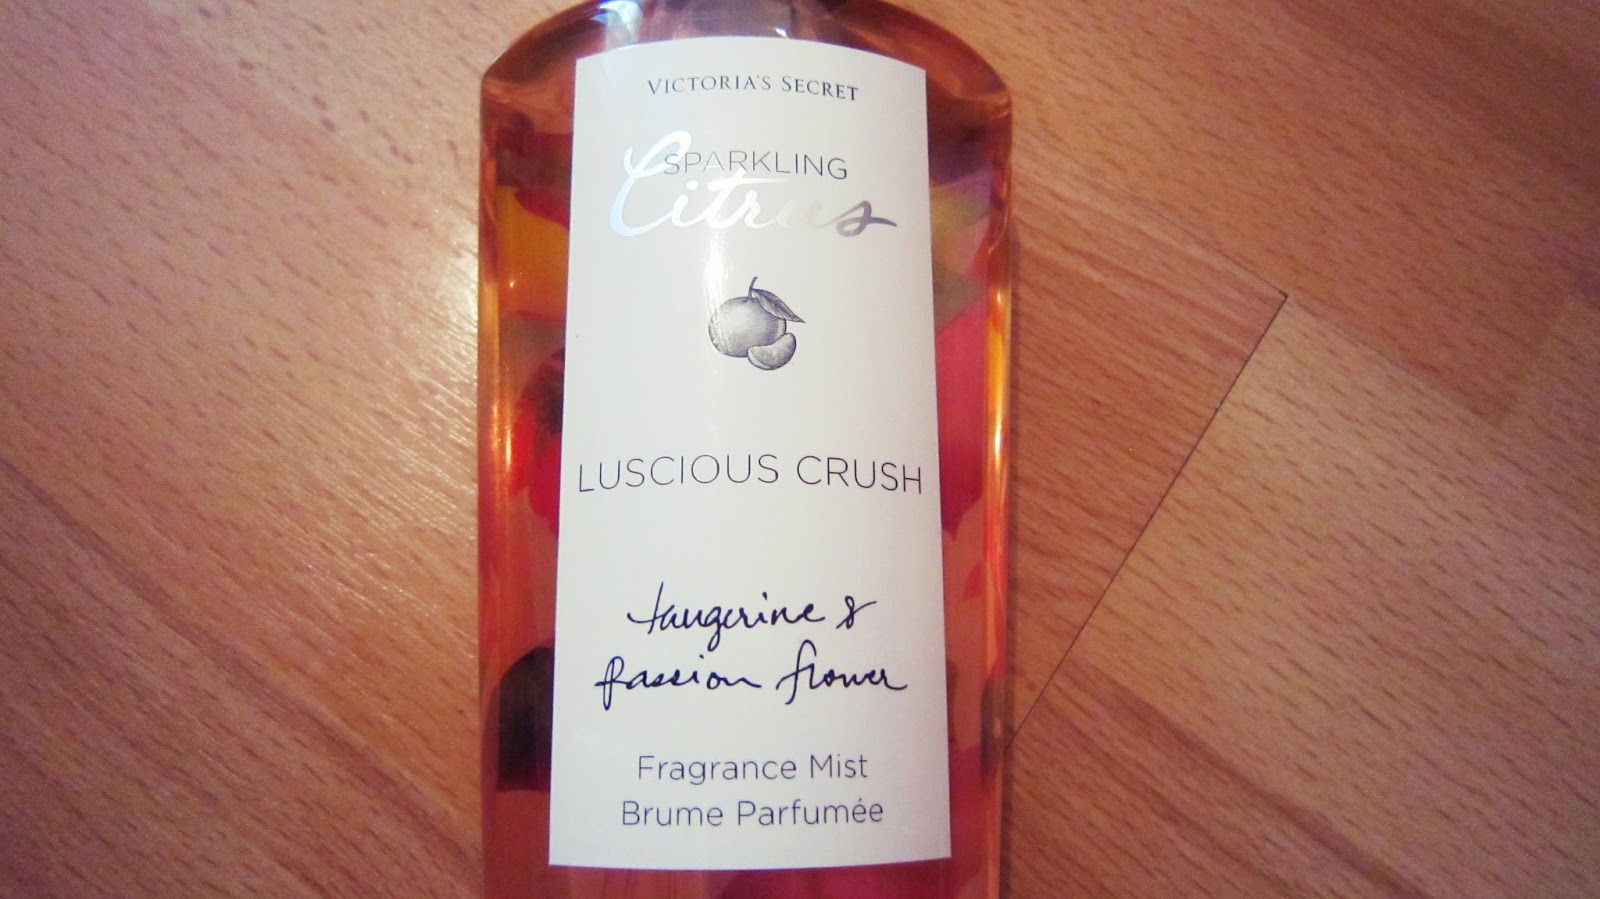 VICTORIA'S SECRET
SPARKLING
Citrus
LUSCIOUS CRUSH
tangerine &
passion flower
Fragrance Mist
Brume Parfumée